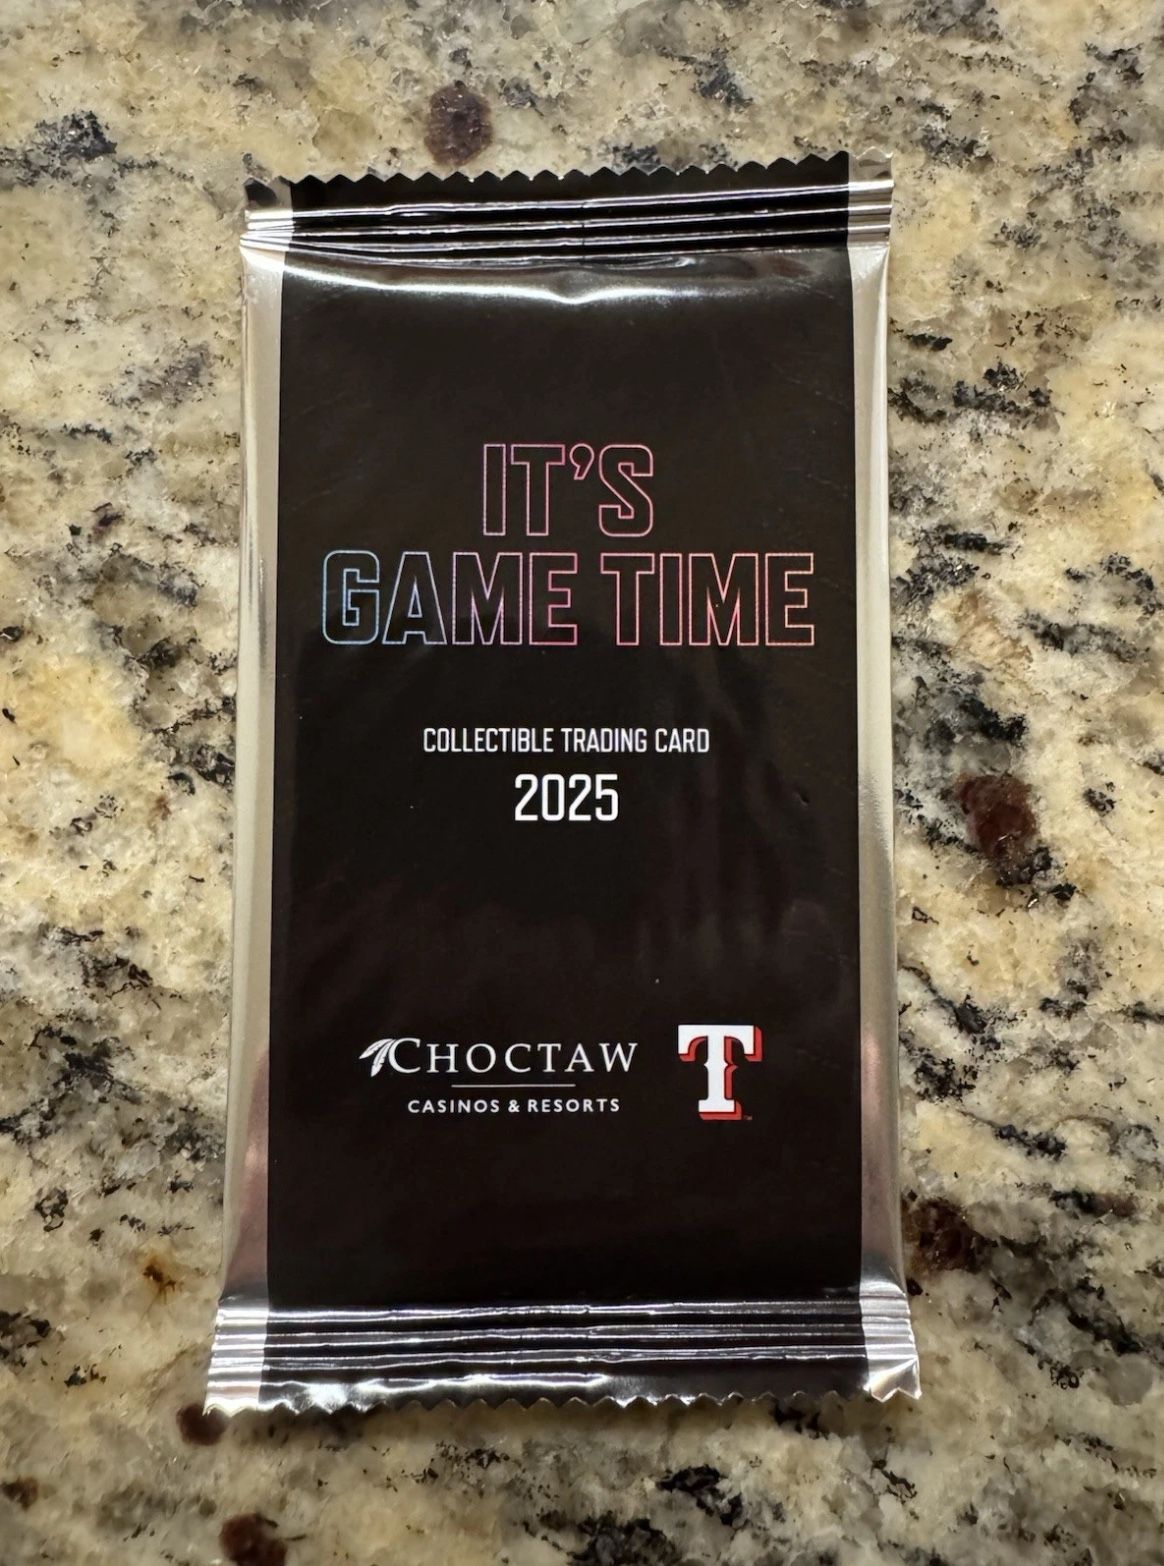 IT'S
GAME TIME
COLLECTIBLE TRADING CARD
2025
CHOCTAW
CASINOS & RESORTS
T